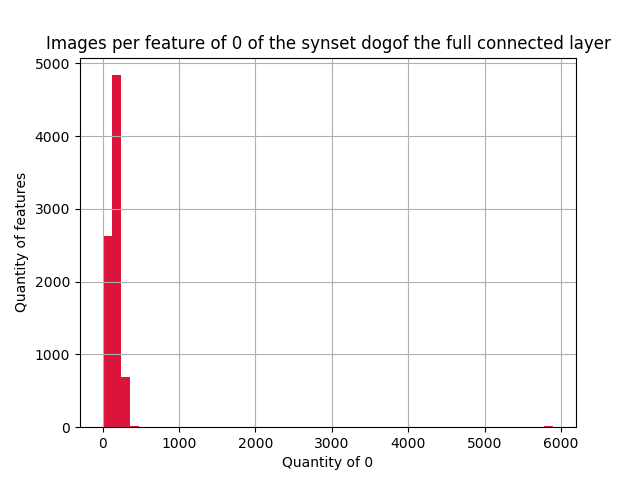 Images per feature of 0 of the synset dogof the full connected layer
5000
4000
3000
2000
1000
0
Quantity of features
0 1000 2000 3000 4000 5000 6000
Quantity of 0